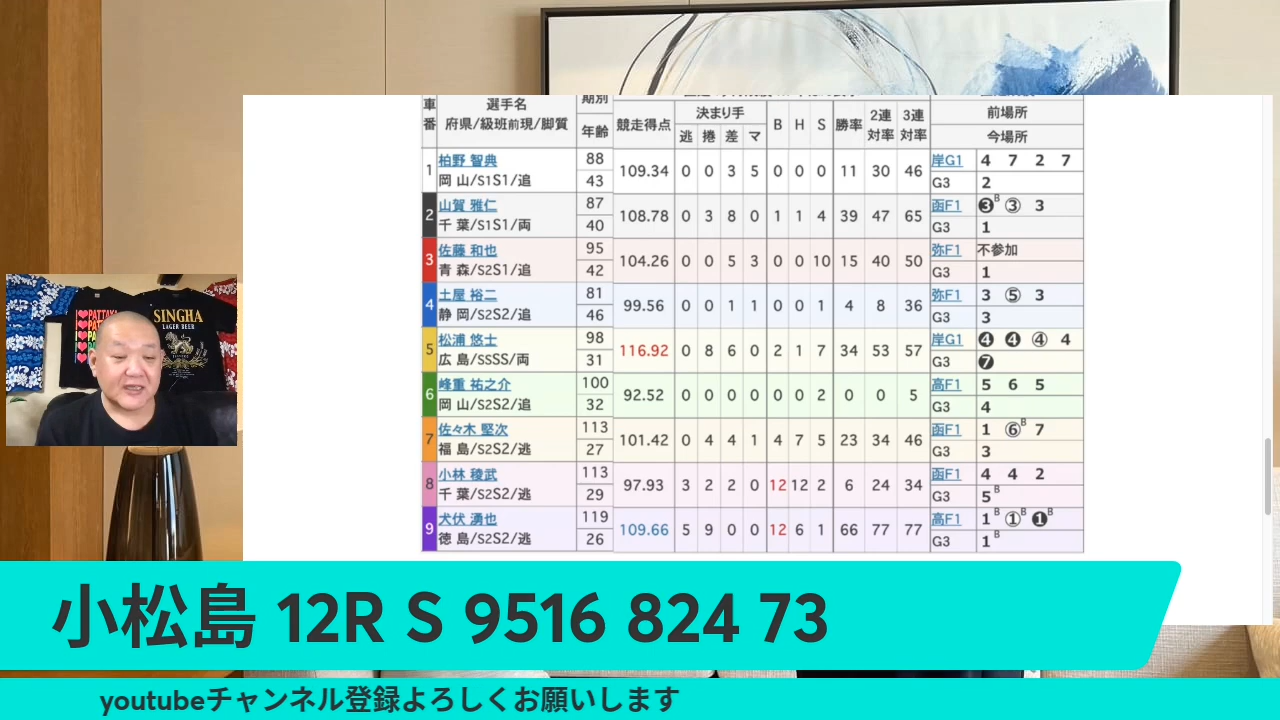 車番 選手名 府県/級班前現/脚質 期別 年齢 競走得点 決まり手 逃 捲 差 マ B H S 勝率 2連対率 3連対率 前場所 今場所
1 柏野 智典 岡 山/S1S1/追 88 43 109.34 0 0 3 5 0 0 0 11 30 46 岸G1 4 7 2 7 G3 2
2 山賀 雅仁 千 葉/S1S1/両 87 40 108.78 0 3 8 0 1 1 4 39 47 65 函F1 ❸B ③ 3 G3 1
3 佐藤 和也 青 森/S2S1/追 95 42 104.26 0 0 5 3 0 0 10 15 40 50 弥F1 不参加 G3 1
4 土屋 裕二 静 岡/S2S2/追 81 46 99.56 0 0 1 1 0 0 1 4 8 36 弥F1 3 ⑤ 3 G3 3
5 松浦 悠士 広 島/SSSS/両 98 31 116.92 0 8 6 0 2 1 7 34 53 57 岸G1 ❹ ❹ ④ 4 G3 ❼
6 峰重 祐之介 岡 山/S2S2/追 100 32 92.52 0 0 0 0 0 0 2 0 0 5 高F1 5 6 5 G3 4
7 佐々木 堅次 福 島/S2S2/逃 113 27 101.42 0 4 4 1 4 7 5 23 34 46 函F1 1 ⑥B 7 G3 3
8 小林 稜武 千 葉/S2S2/逃 113 29 97.93 3 2 2 0 12 12 2 6 24 34 函F1 4 4 2 G3 5B
9 犬伏 湧也 徳 島/S2S2/逃 119 26 109.66 5 9 0 0 12 6 1 66 77 77 高F1 1B ①B ❶B G3 1B
I❤PATTAYA
SINGHA
LAGER BEER
小松島 12R S 9516 824 73
youtubeチャンネル登録よろしくお願いします